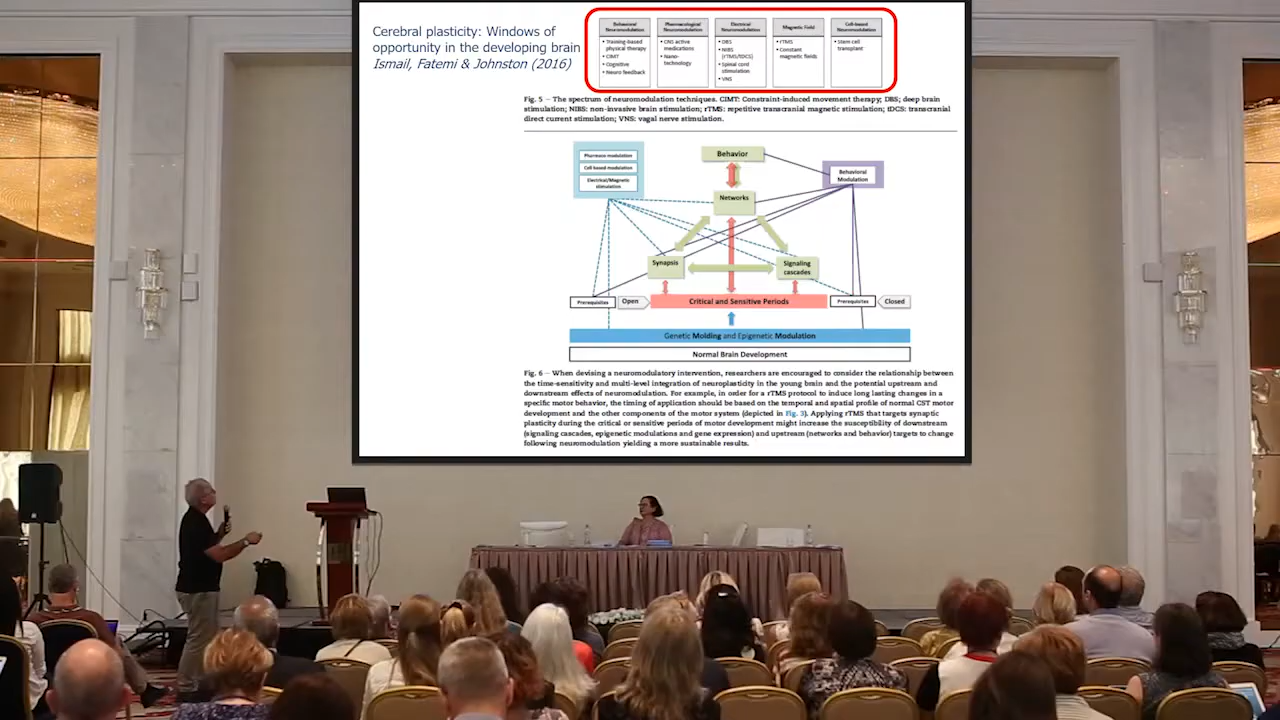 Cerebral plasticity: Windows of
opportunity in the developing brain
Ismail, Fatemi & Johnston (2016)
Behavioral
Neuromodulation
• Training-based
physical therapy
• CIMT
• Cognitive
• Neuro feedback
Pharmacological
Neuromodulation
• CNS active
medications
• Nano-
technology
Electrical
Neuromodulation
• DBS
• NIBS
(rTMS/tDCS)
• Spinal cord
stimulation
• VNS
Magnetic Field
• rTMS
• Constant
magnetic fields
Cell-based
Neuromodulation
• Stem cell
transplant
Fig. 5 – The spectrum of neuromodulation techniques. CIMT: Constraint-induced movement therapy; DBS; deep brain
stimulation; NIBS: non-invasive brain stimulation; rTMS: repetitive transcranial magnetic stimulation; tDCS: transcranial
direct current stimulation; VNS: vagal nerve stimulation.
Pharmaco modulation
Cell based modulation
Electrical/Magnetic
stimulation
Behavior
Behavioral
Modulation
Networks
Synapsis
Signaling
cascades
Prerequisites
Open
Critical and Sensitive Periods
Prerequisites
Closed
Genetic Molding and Epigenetic Modulation
Normal Brain Development
Fig. 6 – When devising a neuromodulatory intervention, researchers are encouraged to consider the relationship between
the time-sensitivity and multi-level integration of neuroplasticity in the young brain and the potential upstream and
downstream effects of neuromodulation. For example, in order for a rTMS protocol to induce long lasting changes in a
specific motor behavior, the timing of application should be based on the temporal and spatial profile of normal CST motor
development and the other components of the motor system (depicted in Fig. 3). Applying rTMS that targets synaptic
plasticity during the critical or sensitive periods of motor development might increase the susceptibility of downstream
(signaling cascades, epigenetic modulations and gene expression) and upstream (networks and behavior) targets to change
following neuromodulation yielding a more sustainable results.